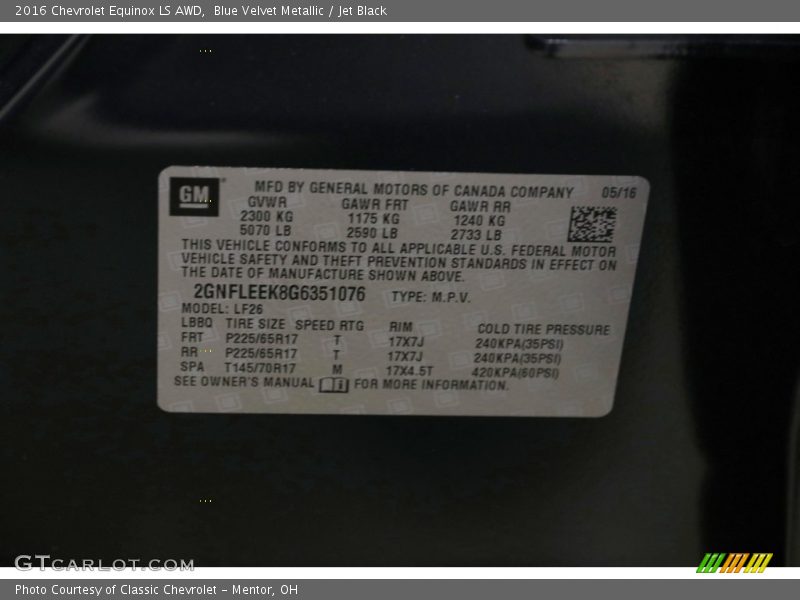 2016 Chevrolet Equinox LS AWD,  Blue Velvet Metallic / Jet Black
GM
MFD BY GENERAL MOTORS OF CANADA COMPANY 05/16
GVWR GAWR FRT GAWR RR
2300 KG 1175 KG 1240 KG
5070 LB 2590 LB 2733 LB
THIS VEHICLE CONFORMS TO ALL APPLICABLE U.S. FEDERAL MOTOR
VEHICLE SAFETY AND THEFT PREVENTION STANDARDS IN EFFECT ON
THE DATE OF MANUFACTURE SHOWN ABOVE.
2GNFLEEK8G6351076 TYPE: M.P.V.
MODEL: LF26
LBBQ TIRE SIZE SPEED RTG RIM COLD TIRE PRESSURE
FRT P225/65R17 T 17X7J 240KPA(35PSI)
RR P225/65R17 T 17X7J 240KPA(35PSI)
SPA T145/70R17 M 17X4.5T 420KPA(60PSI)
SEE OWNER'S MANUAL FOR MORE INFORMATION.
GTCARLOT.COM
Photo Courtesy of Classic Chevrolet - Mentor, OH